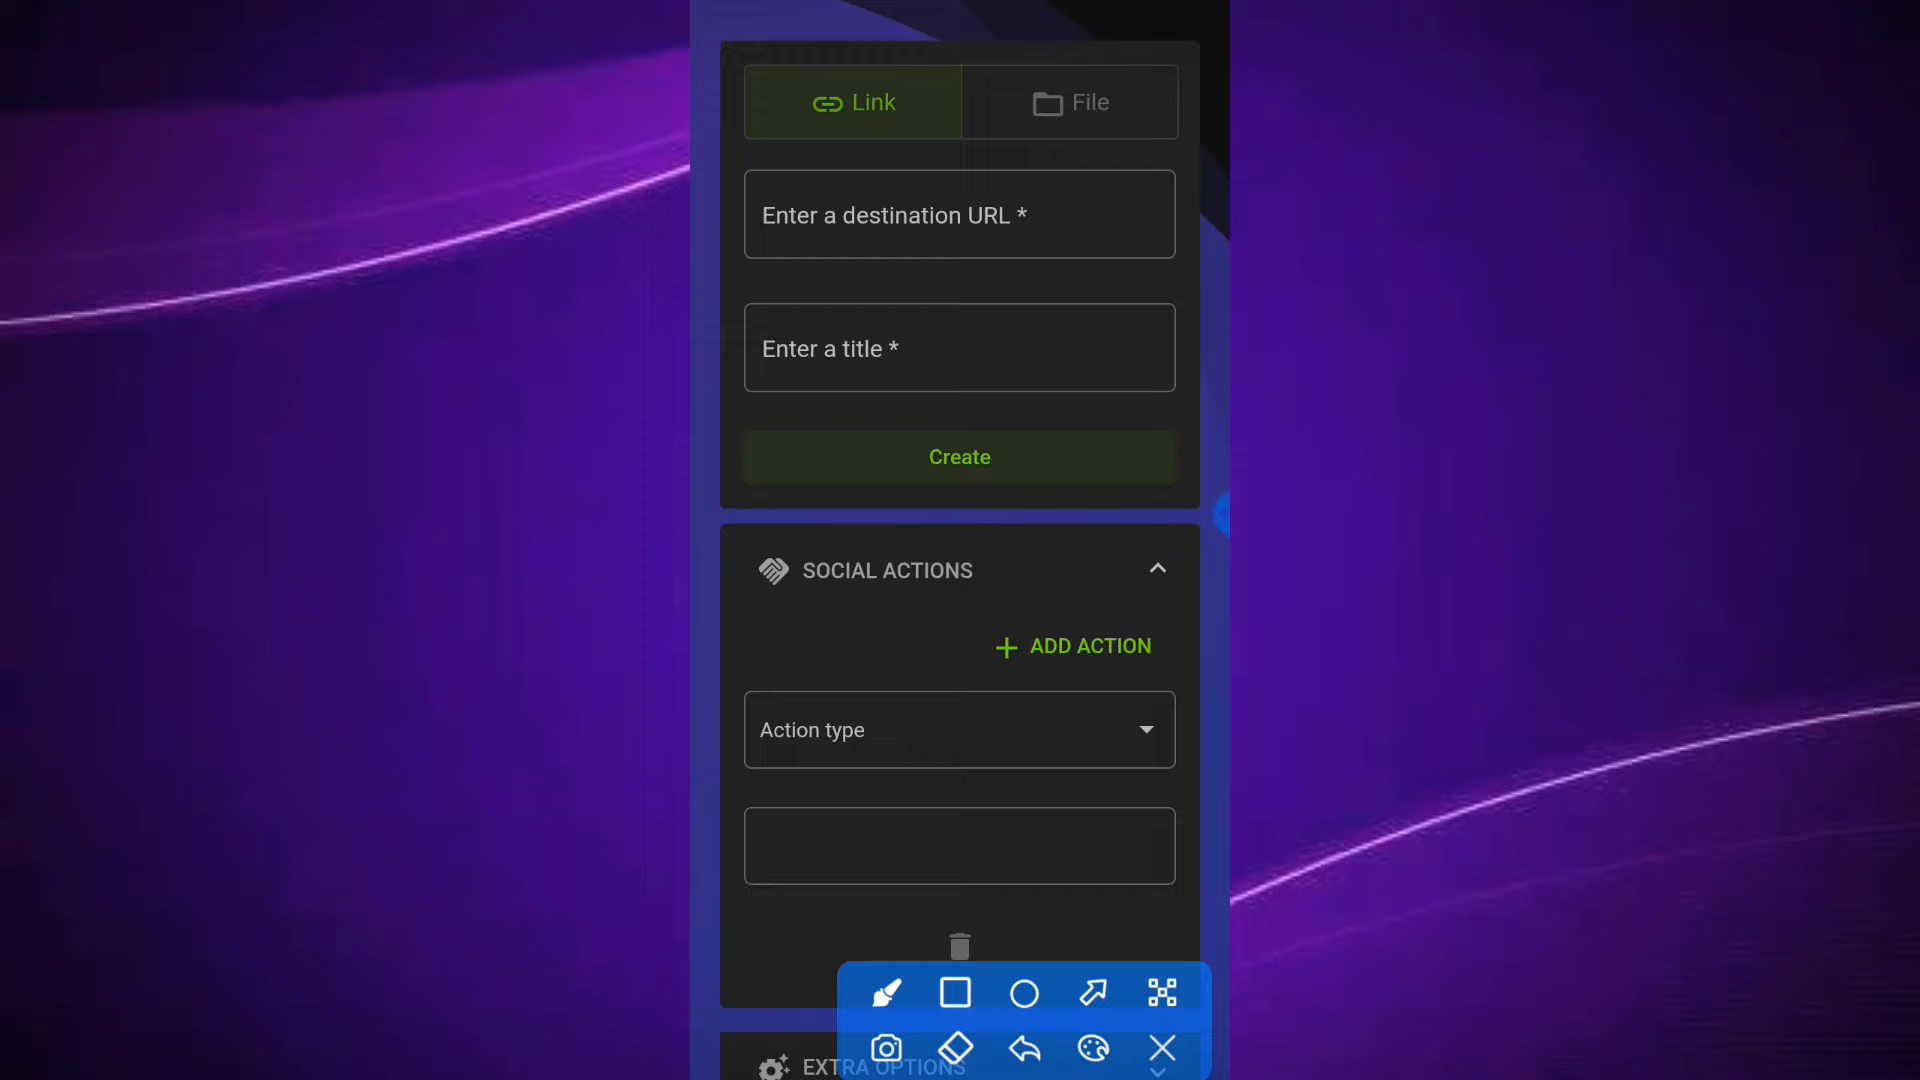 Link
File
Enter a destination URL *
Enter a title *
Create
SOCIAL ACTIONS
ADD ACTION
Action type
EXTRA OPTIONS